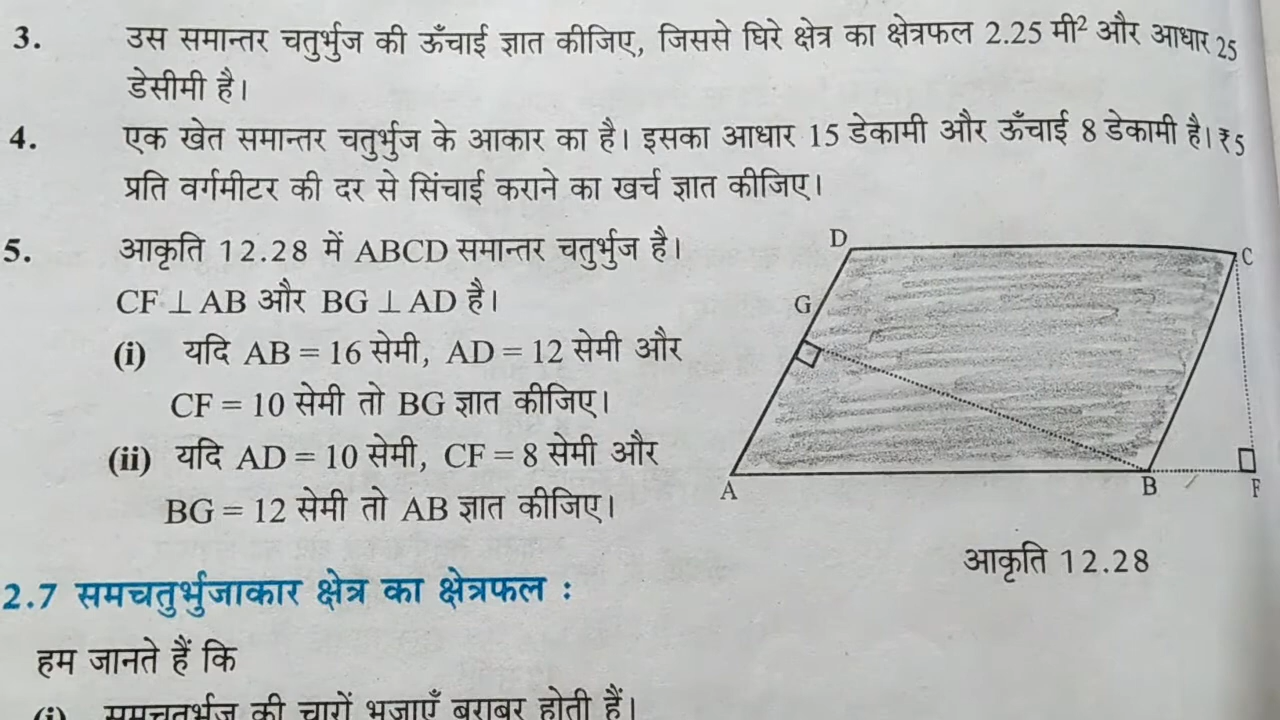 3. उस समान्तर चतुर्भुज की ऊँचाई ज्ञात कीजिए, जिससे घिरे क्षेत्र का क्षेत्रफल 2.25 मी² और आधार 25
डेसीमी है।
4. एक खेत समान्तर चतुर्भुज के आकार का है। इसका आधार 15 डेकामी और ऊँचाई 8 डेकामी है। ₹5
प्रति वर्गमीटर की दर से सिंचाई कराने का खर्च ज्ञात कीजिए।
5. आकृति 12.28 में ABCD समान्तर चतुर्भुज है।
CF ⊥ AB और BG ⊥ AD है।
(i) यदि AB = 16 सेमी, AD = 12 सेमी और
CF = 10 सेमी तो BG ज्ञात कीजिए।
(ii) यदि AD = 10 सेमी, CF = 8 सेमी और
BG = 12 सेमी तो AB ज्ञात कीजिए।
D
C
G
A
B
F
आकृति 12.28
2.7 समचतुर्भुजाकार क्षेत्र का क्षेत्रफल :
हम जानते हैं कि
(i) समचतुर्भुज की चारों भुजाएँ बराबर होती हैं।